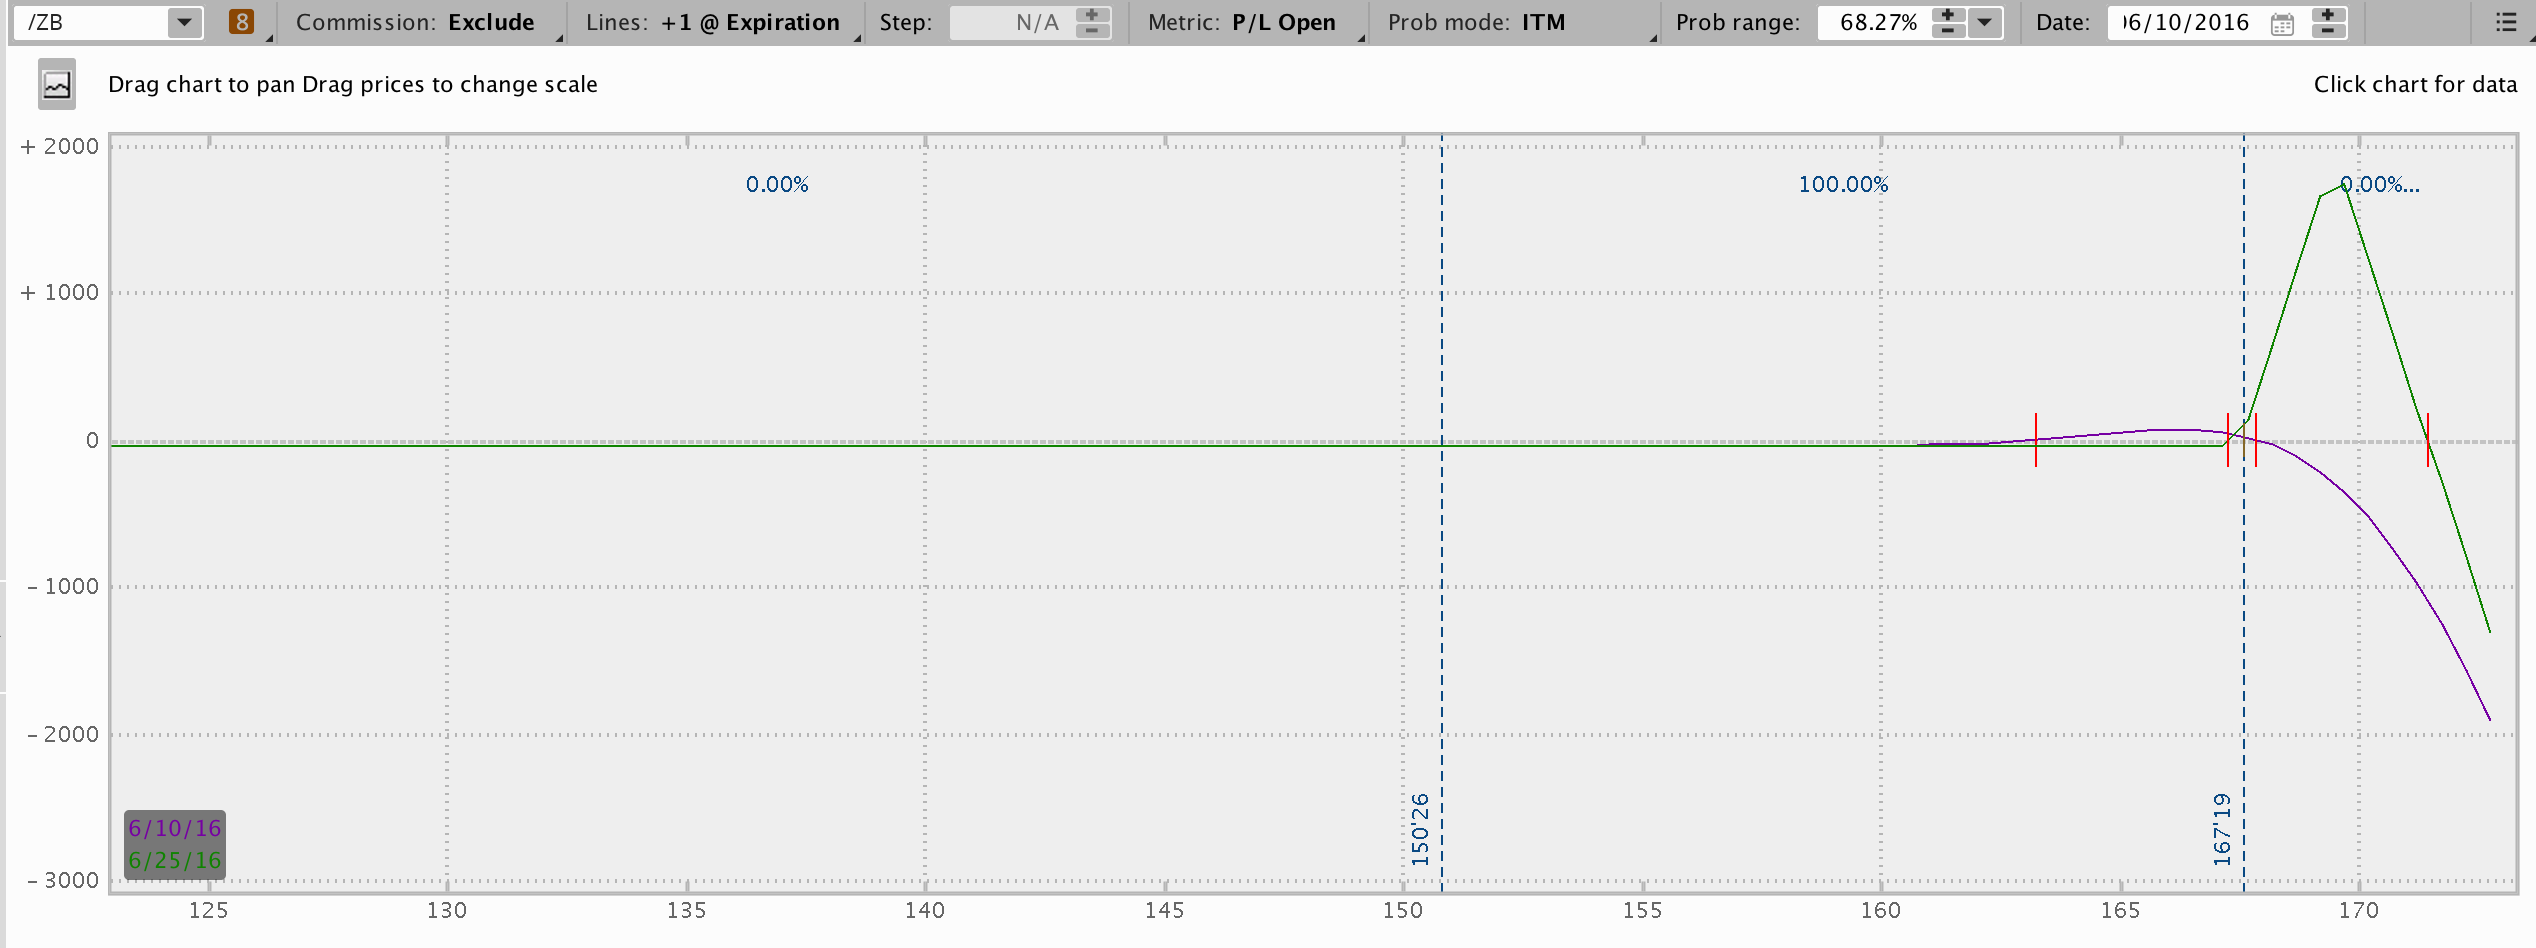 /ZB 8 Commission: Exclude Lines: +1 @ Expiration Step: N/A Metric: P/L Open Prob mode: ITM Prob range: 68.27% Date: 06/10/2016
Drag chart to pan Drag prices to change scale Click chart for data
+ 2000
0.00% 100.00% 0.00%...
+ 1000
0
- 1000
- 2000
150'26 167'19
6/10/16
6/25/16
- 3000
125 130 135 140 145 150 155 160 165 170